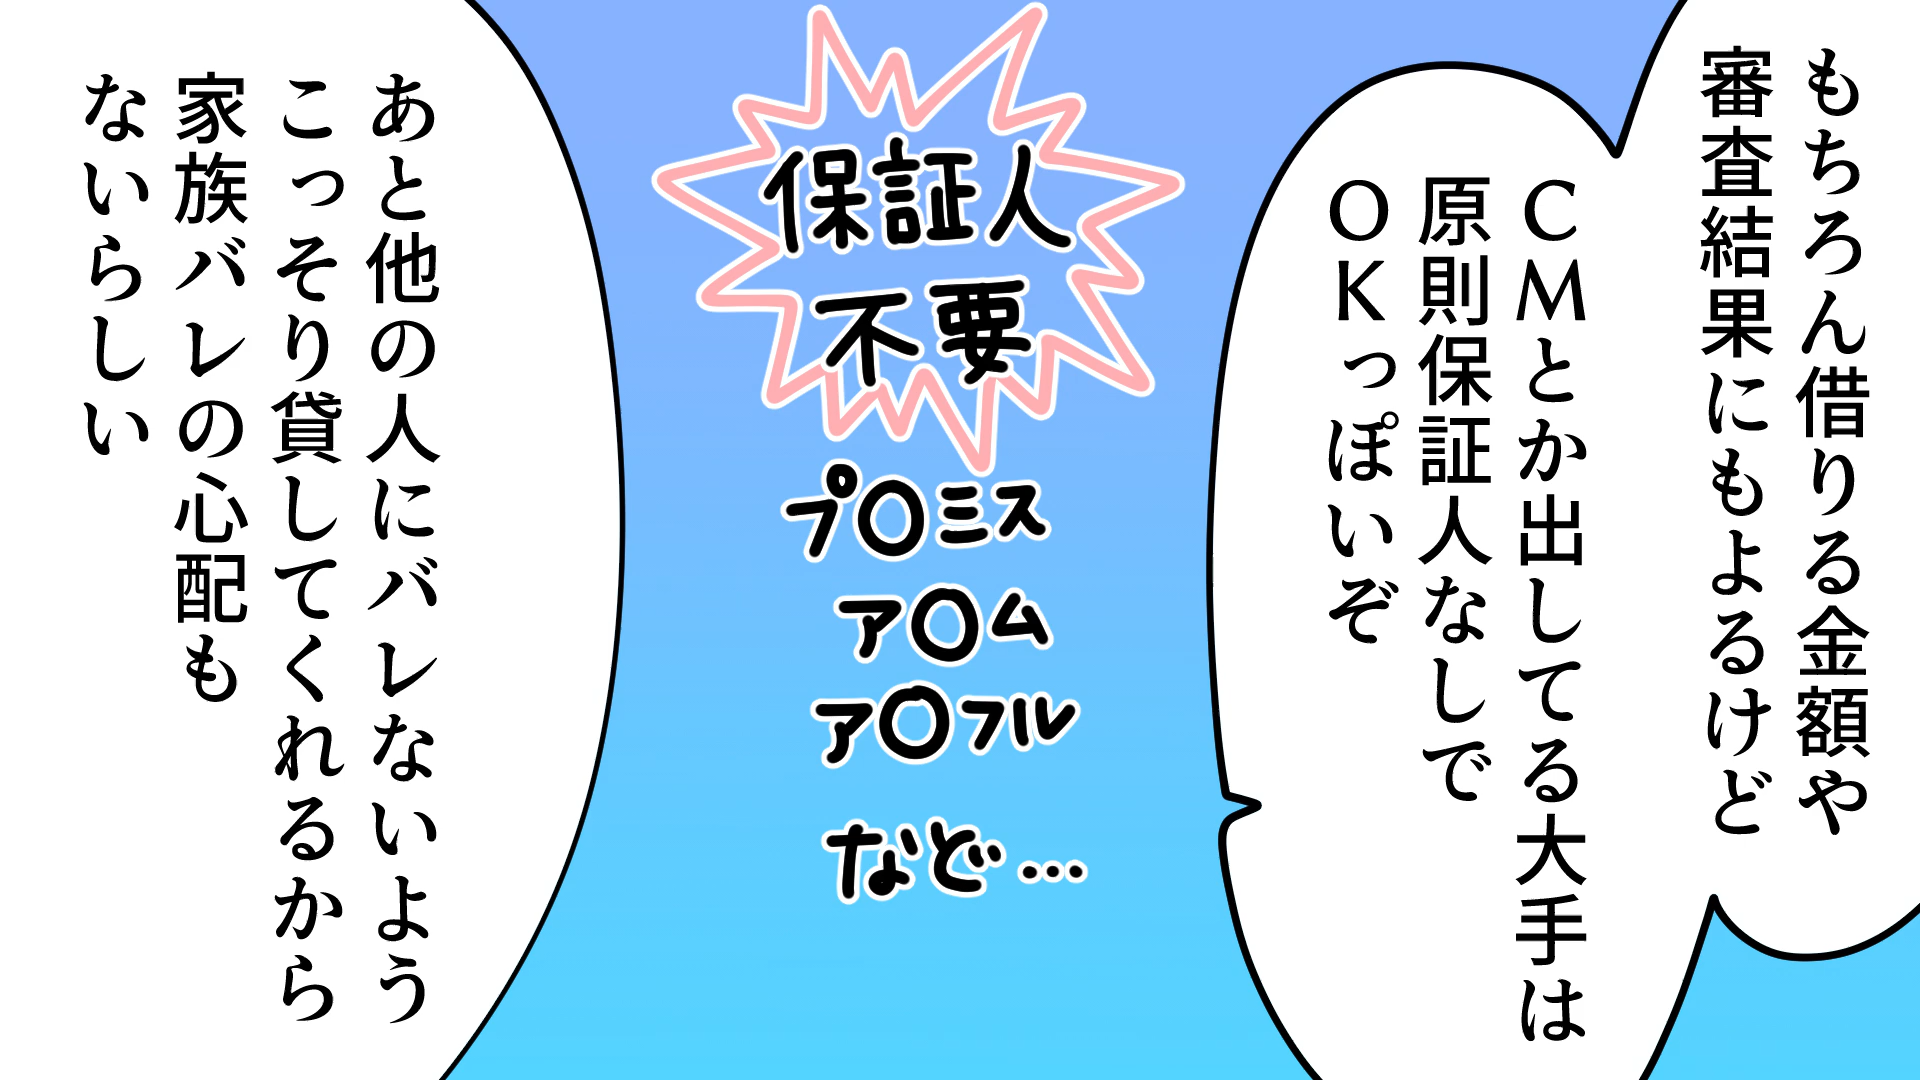 もちろん借りる金額や
審査結果にもよるけど
CMとか出してる大手は
原則保証人なしで
OKっぽいぞ
保証人
不要
プ〇ミス
ア〇ム
ア〇フル
など…
あと他の人にバレないよう
こっそり貸してくれるから
家族バレの心配も
ないらしい